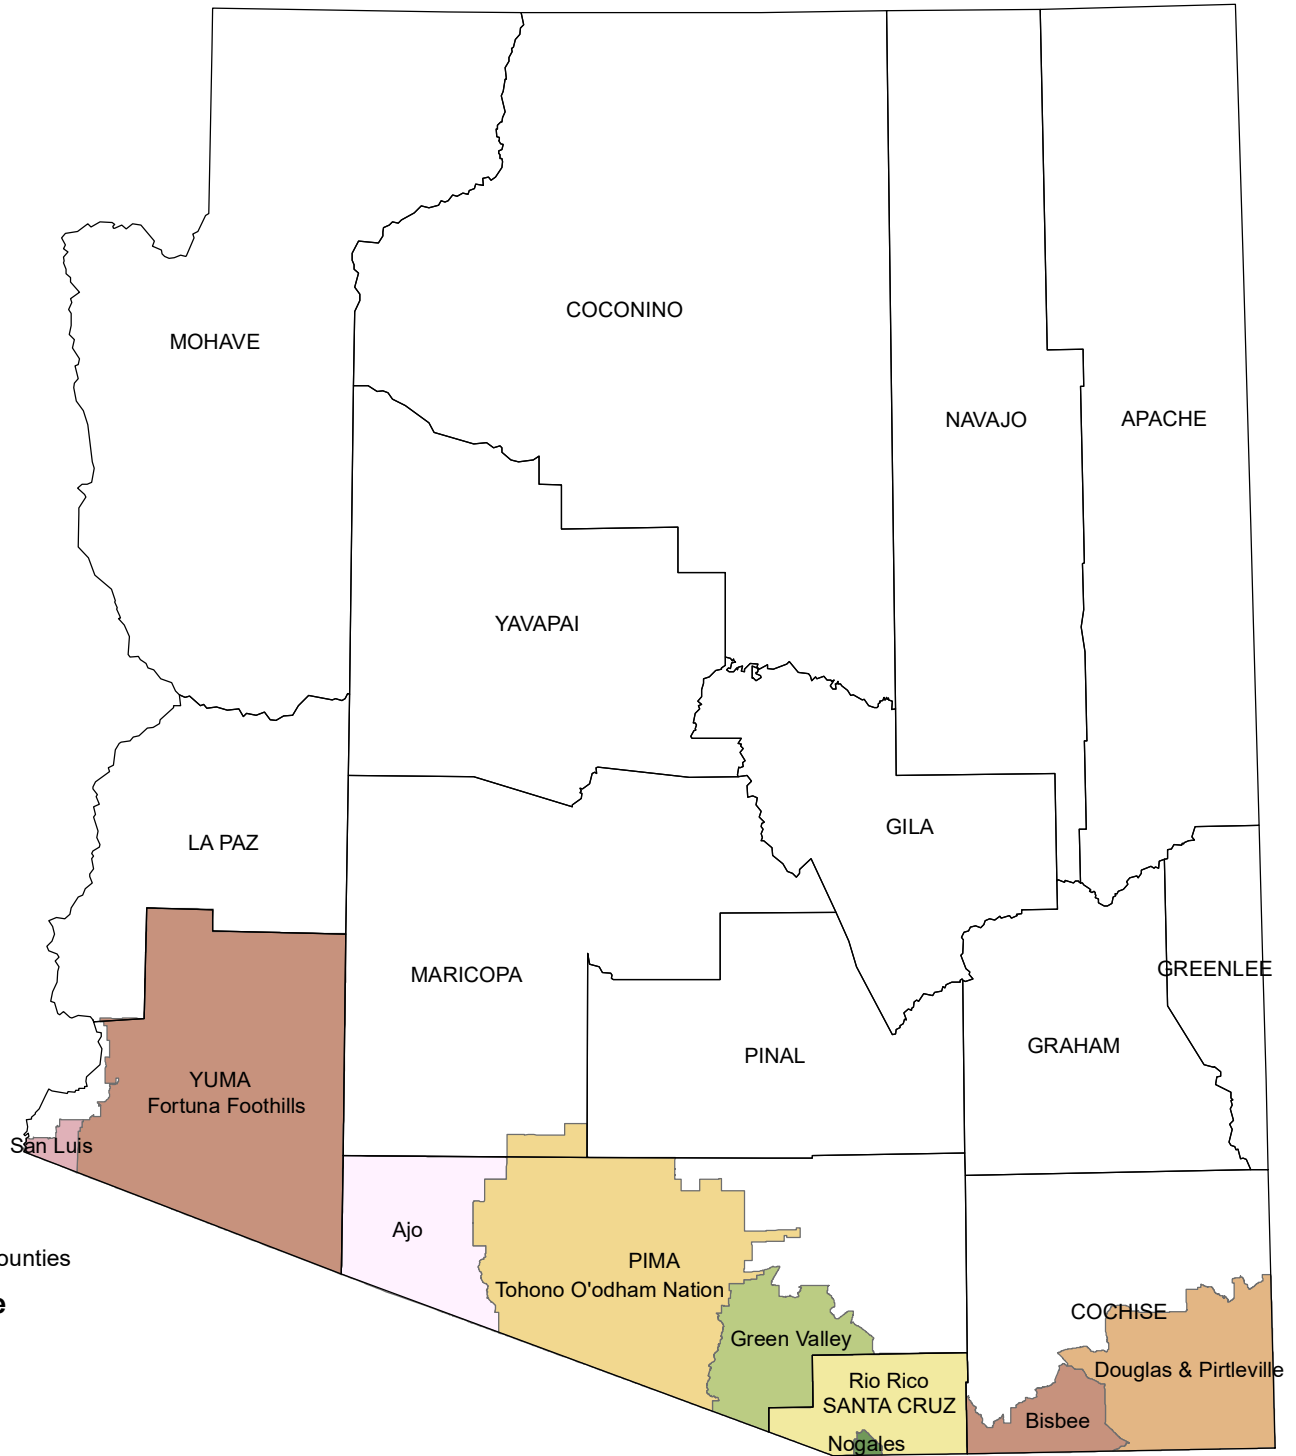 COCONINO
MOHAVE
NAVAJO
APACHE
YAVAPAI
GILA
LA PAZ
MARICOPA
GREENLEE
GRAHAM
PINAL
YUMA
Fortuna Foothills
San Luis
Ajo
ounties
PIMA
Tohono O'odham Nation
e
COCHISE
Green Valley
Douglas & Pirtleville
Rio Rico
SANTA CRUZ
Bisbee
Nogales